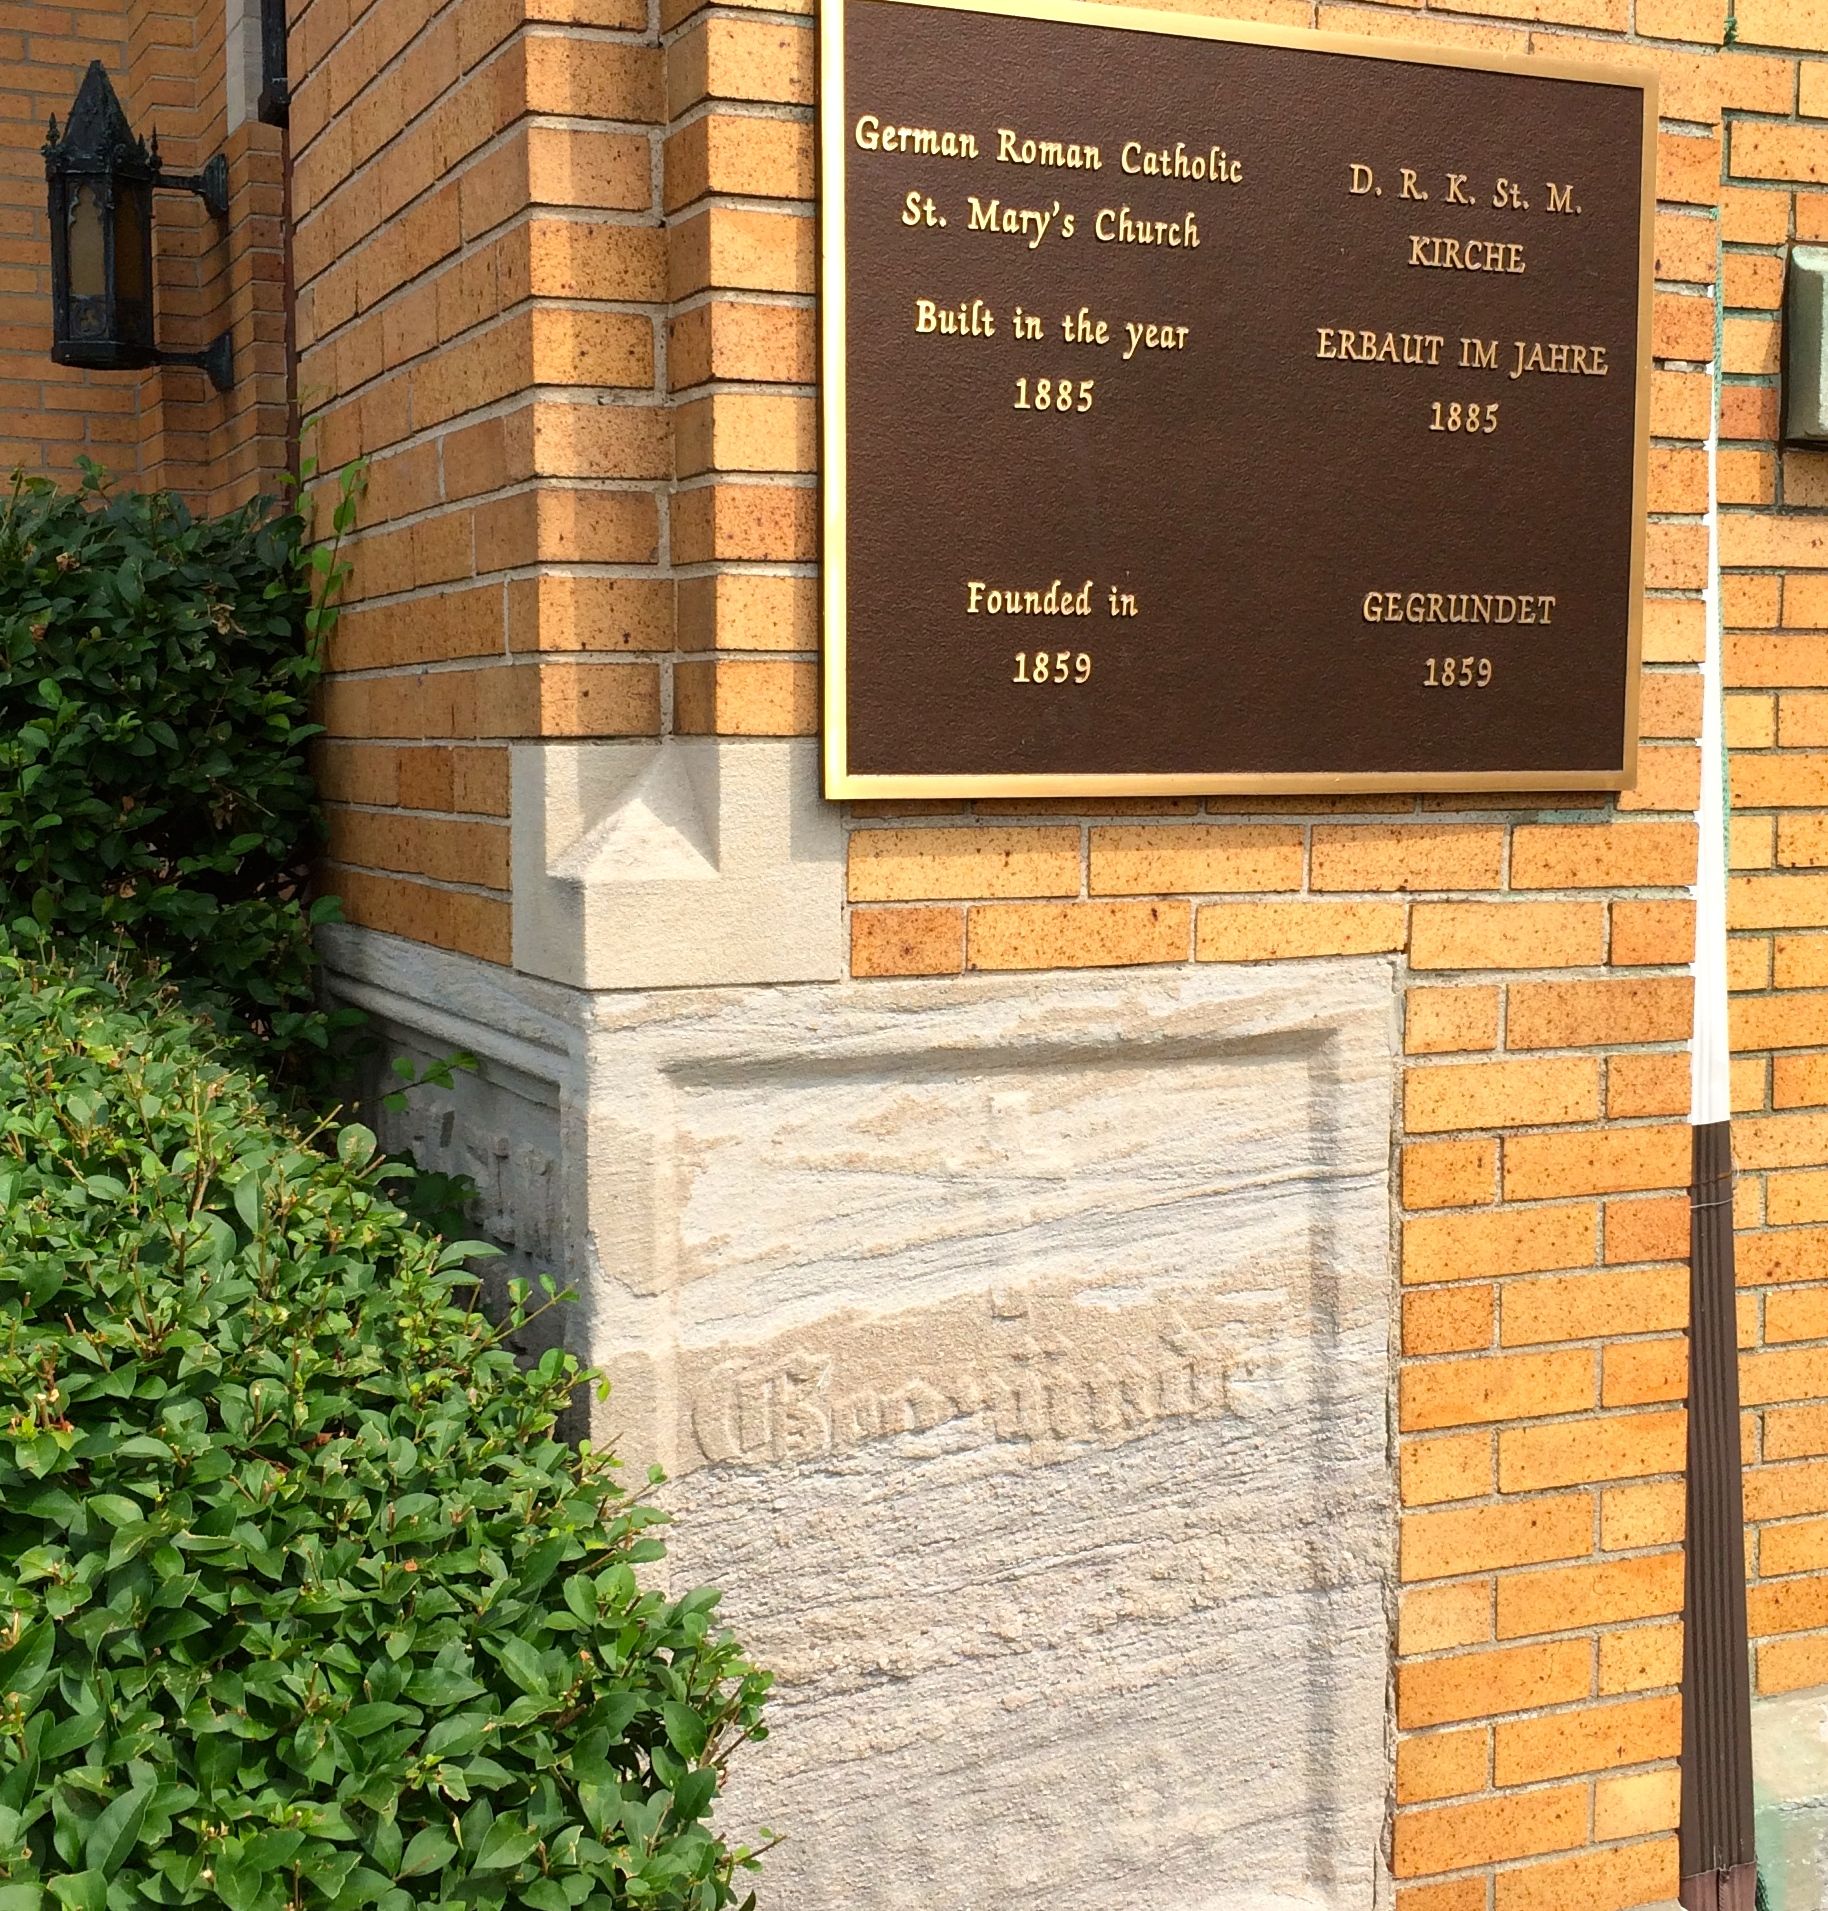 German Roman Catholic
St. Mary's Church
Built in the year
1885
Founded in
1859
D. R. K. St. M.
KIRCHE
ERBAUT IM JAHRE
1885
GEGRUNDET
1859